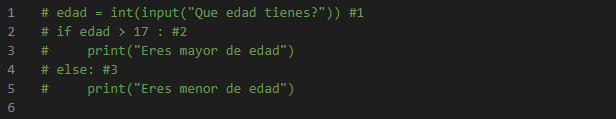 1 # edad = int(input("Que edad tienes?")) #1
2 # if edad > 17 : #2
3 #     print("Eres mayor de edad")
4 # else: #3
5 #     print("Eres menor de edad")
6